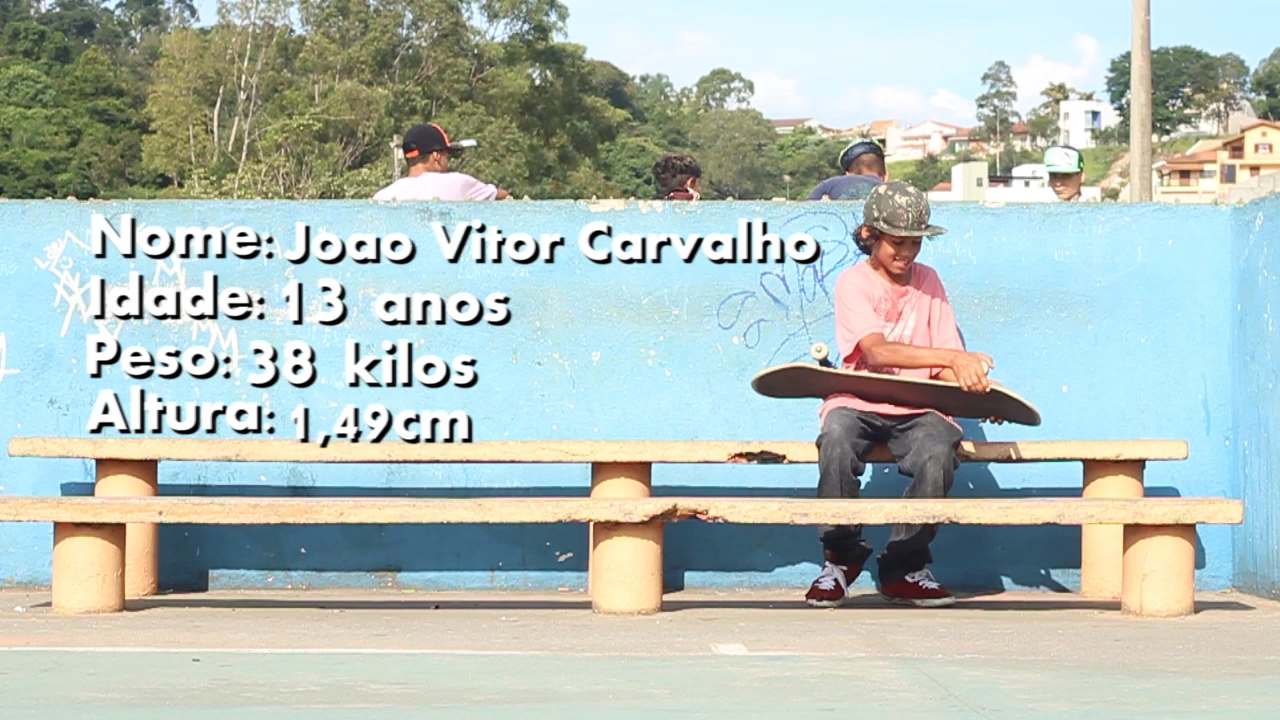 Nome: Joao Vitor Carvalho
Idade: 13 anos
Peso: 38 kilos
Altura: 1,49cm